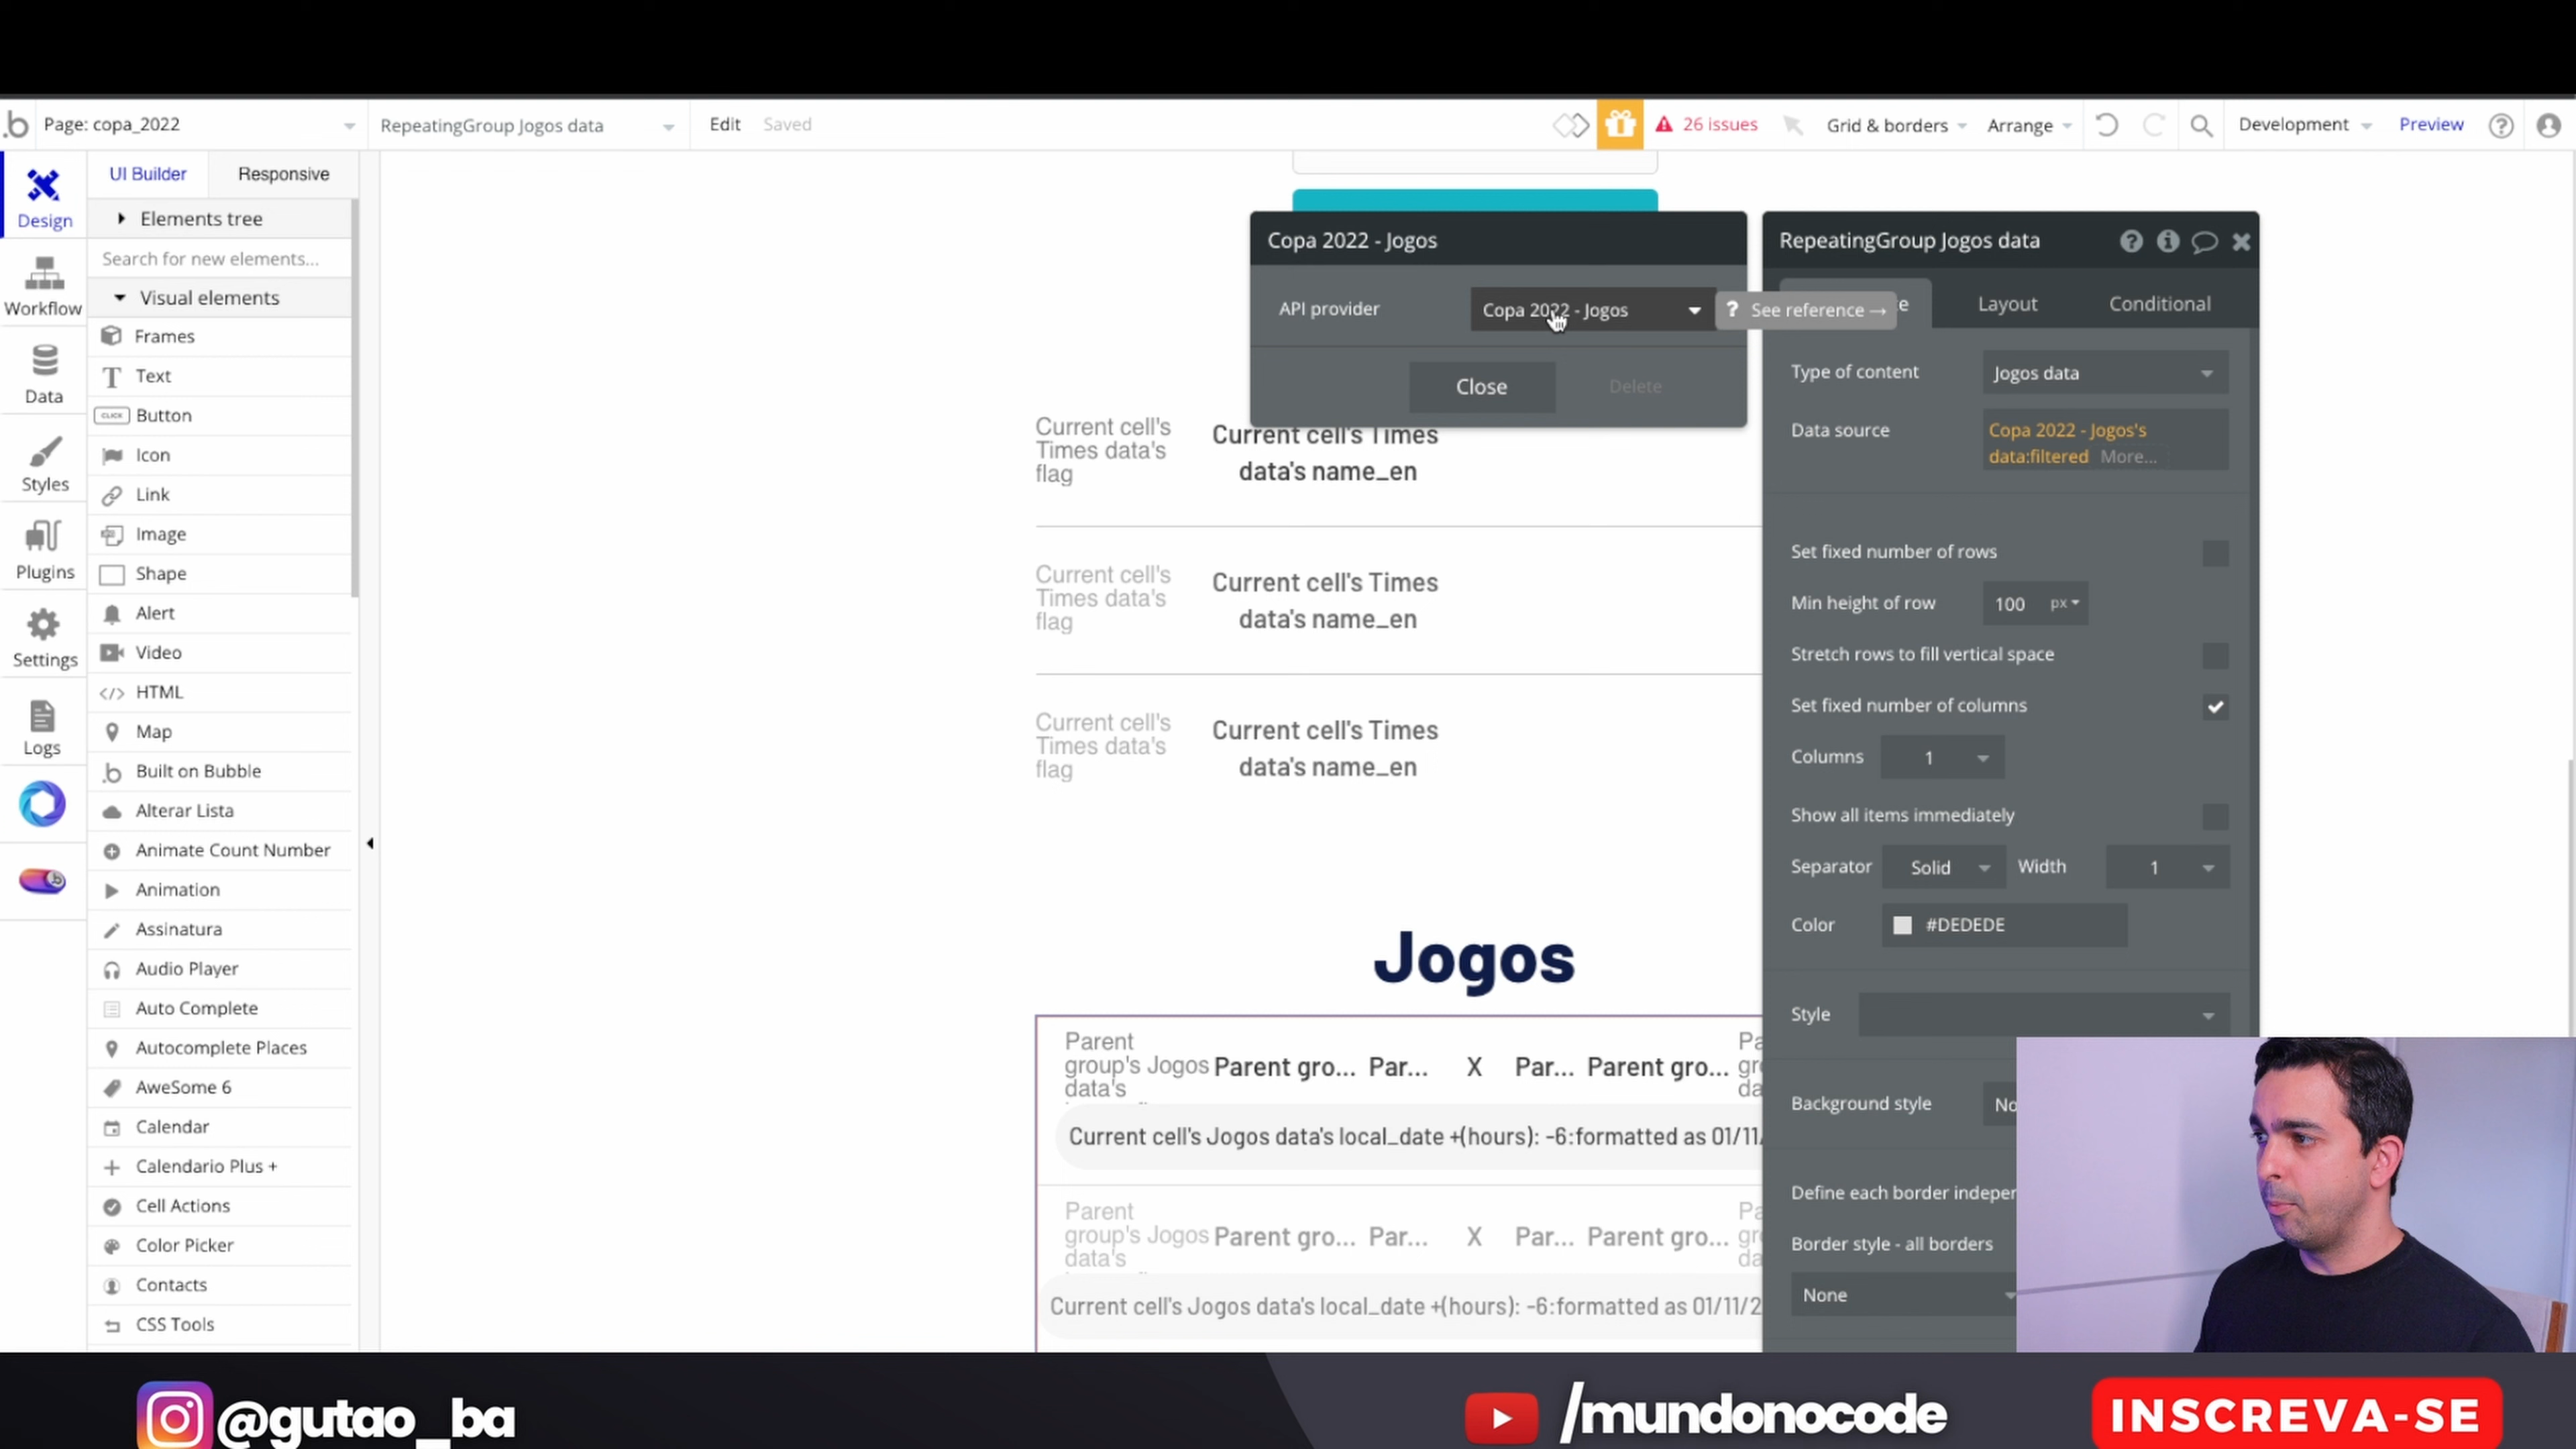 Page: copa_2022
RepeatingGroup Jogos data
Edit
Saved
26 issues
Grid & borders
Arrange
Development
Preview
Design
Workflow
Data
Styles
Plugins
Settings
Logs
UI Builder
Responsive
Elements tree
Search for new elements...
Visual elements
Frames
Text
CLICK Button
Icon
Link
Image
Shape
Alert
Video
HTML
Map
Built on Bubble
Alterar Lista
Animate Count Number
Animation
Assinatura
Audio Player
Auto Complete
Autocomplete Places
AweSome 6
Calendar
Calendario Plus +
Cell Actions
Color Picker
Contacts
CSS Tools
Copa 2022 - Jogos
API provider
Copa 2022 - Jogos
? See reference →
Close
Delete
Current cell's
Times data's
flag
Current cell's Times
data's name_en
Current cell's
Times data's
flag
Current cell's Times
data's name_en
Current cell's
Times data's
flag
Current cell's Times
data's name_en
Jogos
Parent
group's Jogos
data's
Parent gro...
Par...
X
Par...
Parent gro...
Current cell's Jogos data's local_date +(hours): -6:formatted as 01/11/
Parent
group's Jogos
data's
Parent gro...
Par...
X
Par...
Parent gro...
Current cell's Jogos data's local_date +(hours): -6:formatted as 01/11/2
RepeatingGroup Jogos data
Layout
Conditional
Type of content
Jogos data
Data source
Copa 2022 - Jogos's
data:filtered More...
Set fixed number of rows
Min height of row
100 px
Stretch rows to fill vertical space
Set fixed number of columns
Columns
1
Show all items immediately
Separator
Solid
Width
1
Color
#DEDEDE
Style
Background style
No
Define each border indepen
Border style - all borders
None
@gutao_ba
/mundonocode
INSCREVA-SE